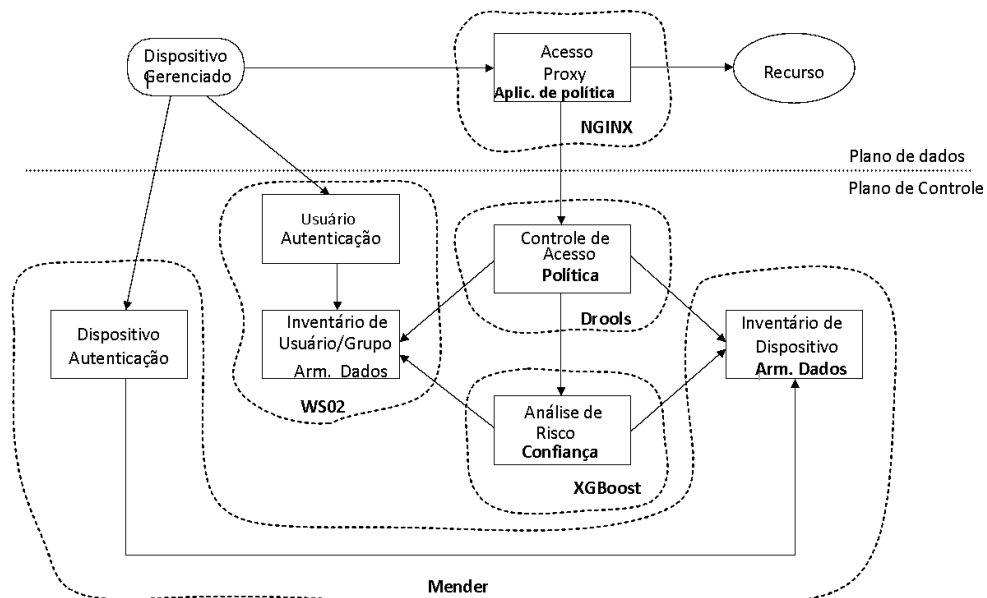 Dispositivo
Gerenciado
Acesso
Proxy
Aplic. de política
NGINX
Recurso
Plano de dados
Plano de Controle
Usuário
Autenticação
Controle de
Acesso
Política
Drools
Dispositivo
Autenticação
Inventário de
Usuário/Grupo
Arm. Dados
WS02
Inventário de
Dispositivo
Arm. Dados
Análise de
Risco
Confiança
XGBoost
Mender